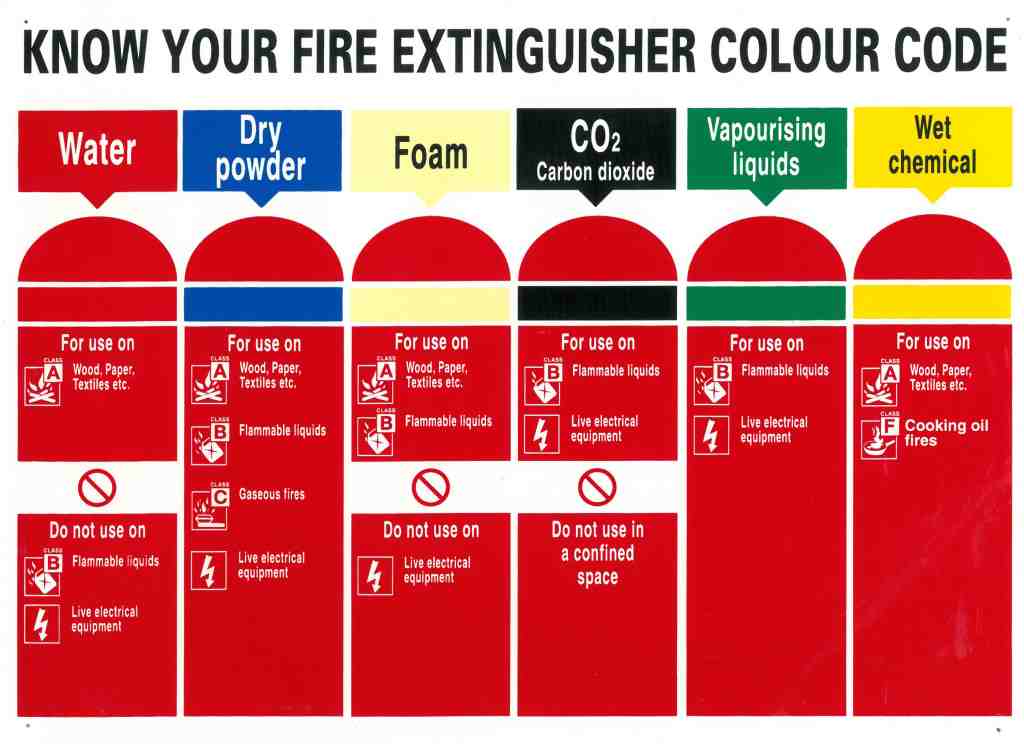 KNOW YOUR FIRE EXTINGUISHER COLOUR CODE
Water
For use on
CLASS
A
Wood, Paper,
Textiles etc.
Do not use on
CLASS
B
Flammable liquids
Live electrical
equipment
Dry
powder
For use on
CLASS
A
Wood, Paper,
Textiles etc.
CLASS
B
Flammable liquids
CLASS
C
Gaseous fires
Live electrical
equipment
Foam
For use on
CLASS
A
Wood, Paper,
Textiles etc.
CLASS
B
Flammable liquids
Do not use on
Live electrical
equipment
CO2
Carbon dioxide
For use on
CLASS
B
Flammable liquids
Live electrical
equipment
Do not use in
a confined
space
Vapourising
liquids
For use on
CLASS
B
Flammable liquids
Live electrical
equipment
Wet
chemical
For use on
CLASS
A
Wood, Paper,
Textiles etc.
CLASS
F
Cooking oil
fires